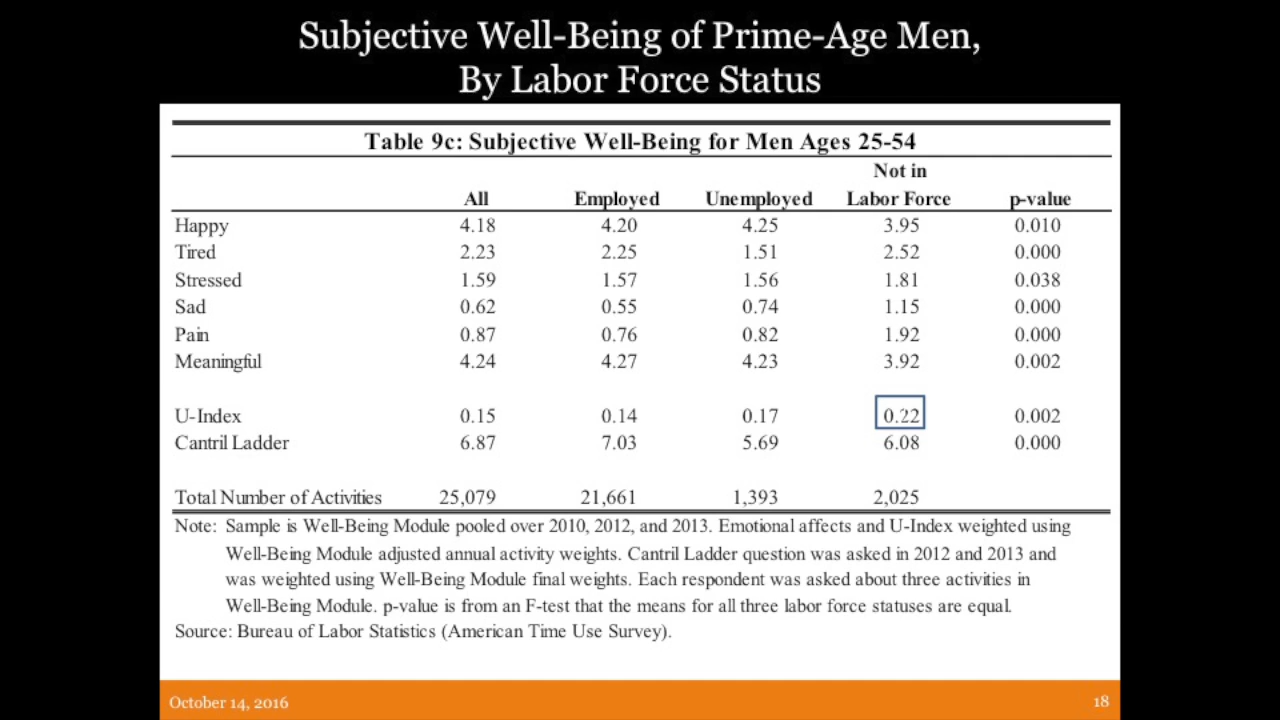 Subjective Well-Being of Prime-Age Men,
By Labor Force Status
Table 9c: Subjective Well-Being for Men Ages 25-54
Not in
All Employed Unemployed Labor Force p-value
Happy 4.18 4.20 4.25 3.95 0.010
Tired 2.23 2.25 1.51 2.52 0.000
Stressed 1.59 1.57 1.56 1.81 0.038
Sad 0.62 0.55 0.74 1.15 0.000
Pain 0.87 0.76 0.82 1.92 0.000
Meaningful 4.24 4.27 4.23 3.92 0.002
U-Index 0.15 0.14 0.17 0.22 0.002
Cantril Ladder 6.87 7.03 5.69 6.08 0.000
Total Number of Activities 25,079 21,661 1,393 2,025
Note: Sample is Well-Being Module pooled over 2010, 2012, and 2013. Emotional affects and U-Index weighted using
Well-Being Module adjusted annual activity weights. Cantril Ladder question was asked in 2012 and 2013 and
was weighted using Well-Being Module final weights. Each respondent was asked about three activities in
Well-Being Module. p-value is from an F-test that the means for all three labor force statuses are equal.
Source: Bureau of Labor Statistics (American Time Use Survey).
October 14, 2016 18